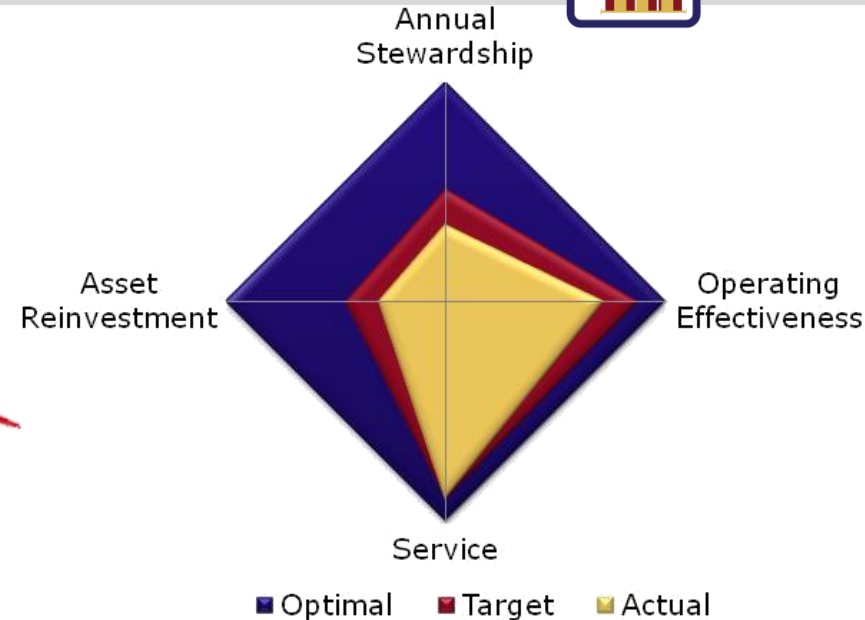 Annual
Stewardship
Asset
Reinvestment
Operating
Effectiveness
Service
Optimal Target Actual